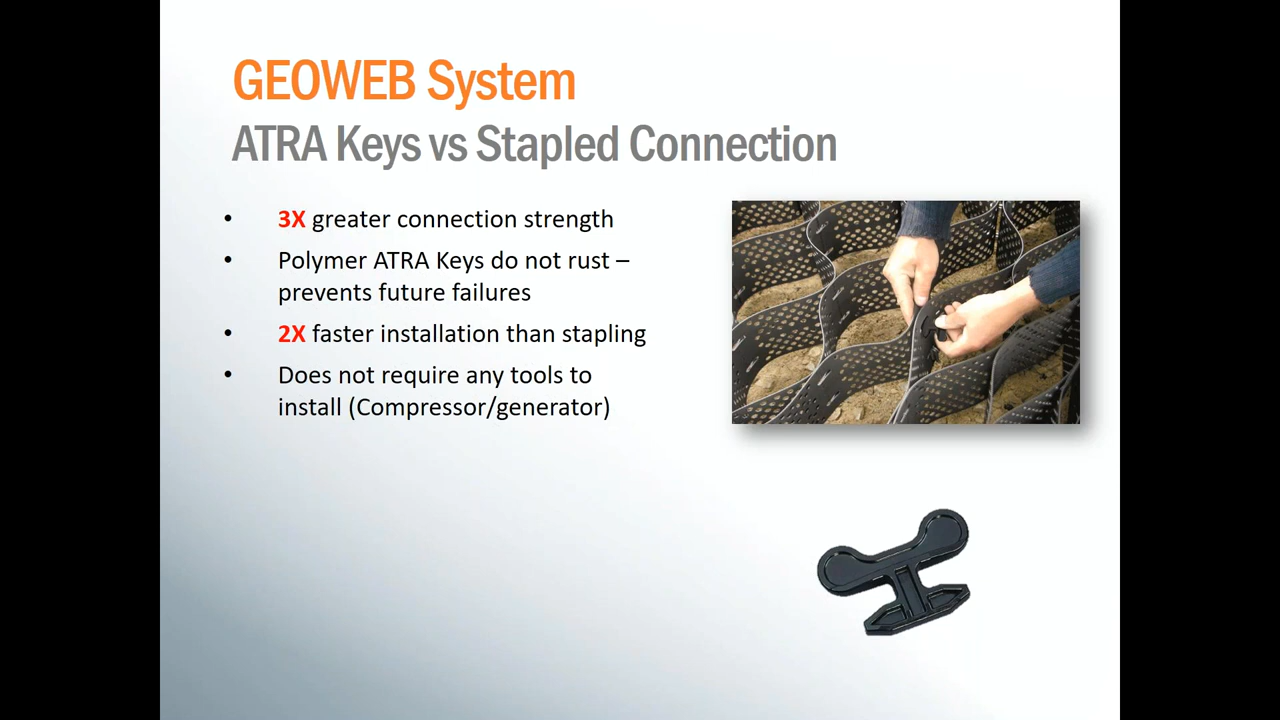 GEOWEB System
ATRA Keys vs Stapled Connection
• 3X greater connection strength
• Polymer ATRA Keys do not rust –
prevents future failures
• 2X faster installation than stapling
• Does not require any tools to
install (Compressor/generator)